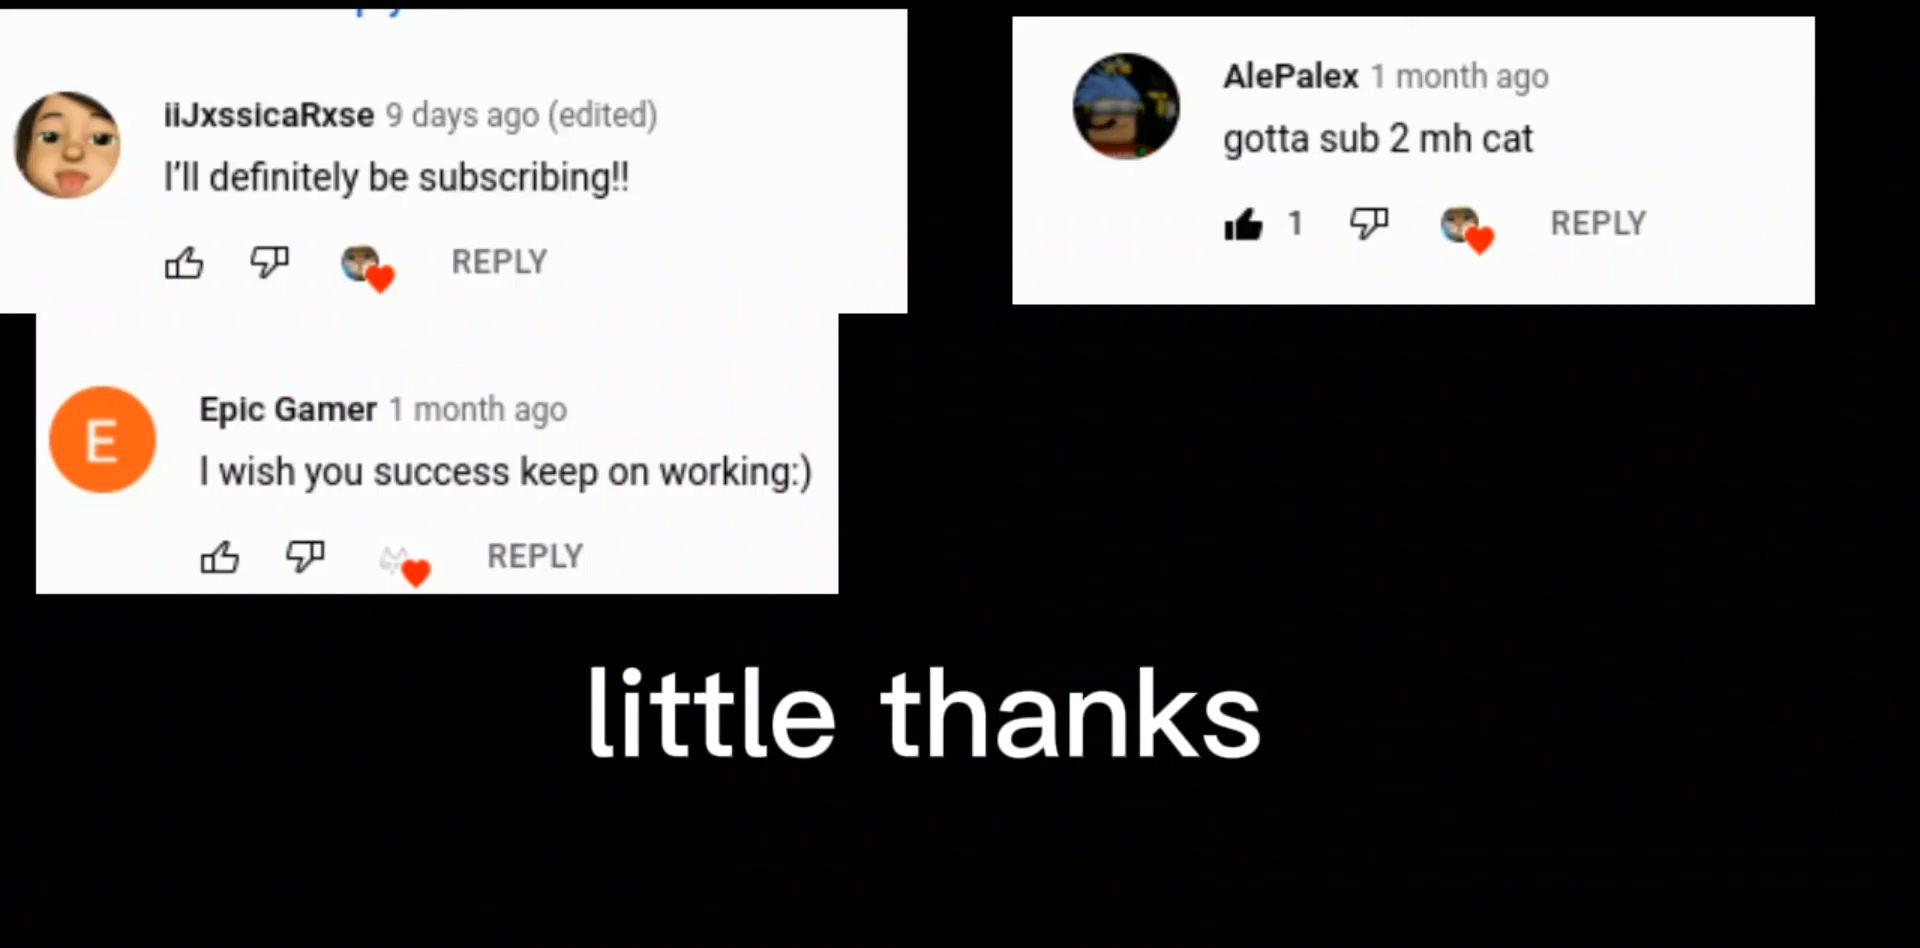 iiJxssicaRxse 9 days ago (edited)
I'll definitely be subscribing!!
REPLY
AlePalex 1 month ago
gotta sub 2 mh cat
1 REPLY
E
Epic Gamer 1 month ago
I wish you success keep on working:)
REPLY
little thanks